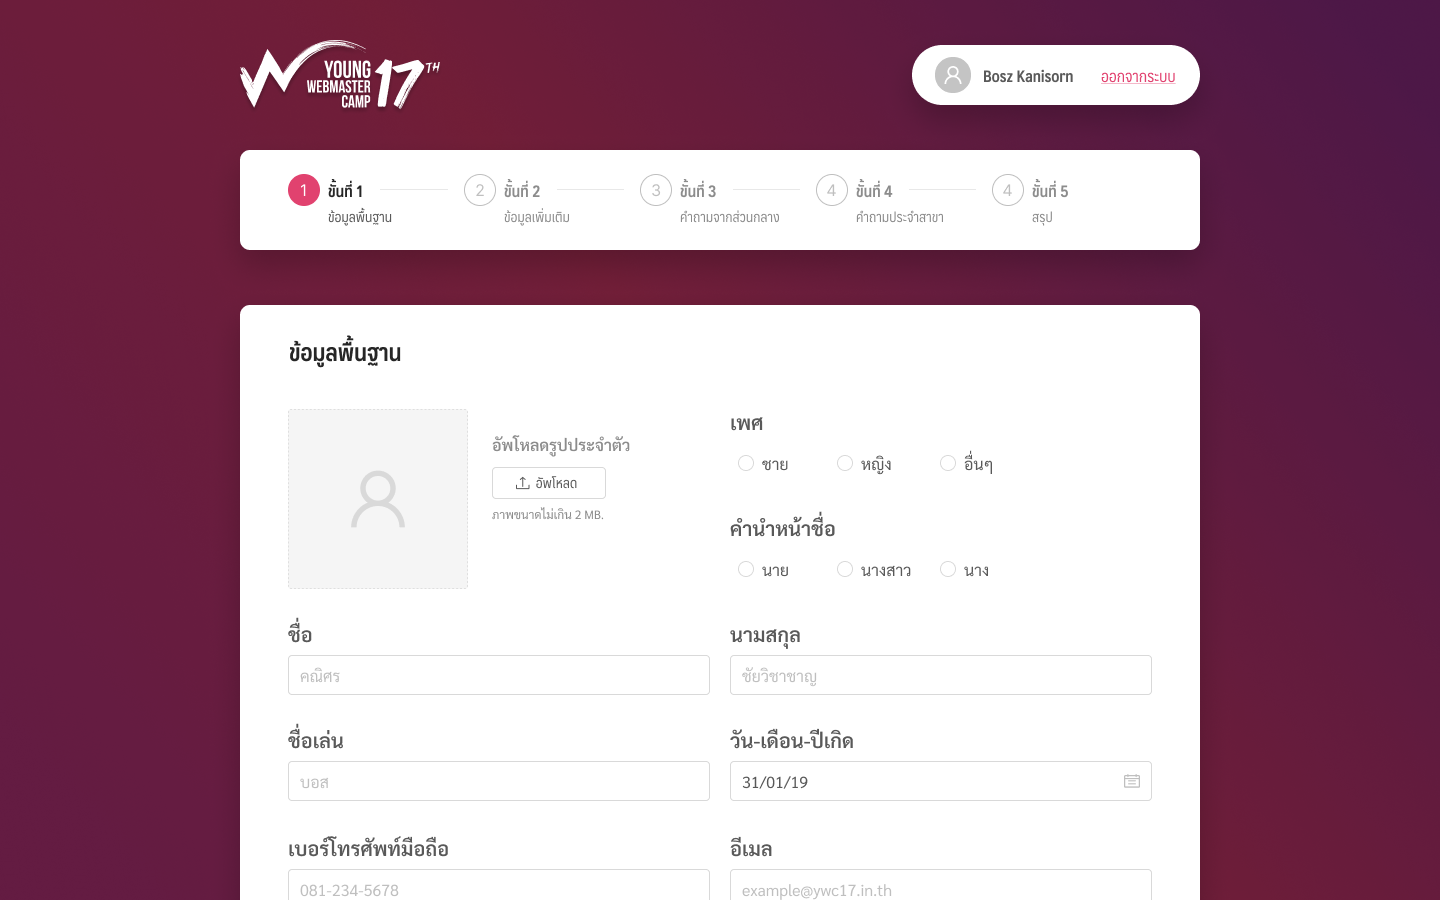 YOUNG
WEBMASTER
CAMP
17TH
Bosz Kanisorn
ออกจากระบบ
1 ขั้นที่ 1
ข้อมูลพื้นฐาน
2 ขั้นที่ 2
ข้อมูลเพิ่มเติม
3 ขั้นที่ 3
คำถามจากส่วนกลาง
4 ขั้นที่ 4
คำถามประจำสาขา
4 ขั้นที่ 5
สรุป
ข้อมูลพื้นฐาน
อัพโหลดรูปประจำตัว
อัพโหลด
ภาพขนาดไม่เกิน 2 MB.
เพศ
ชาย หญิง อื่นๆ
คำนำหน้าชื่อ
นาย นางสาว นาง
ชื่อ
คณิศร
นามสกุล
ชัยวิชาชาญ
ชื่อเล่น
บอส
วัน-เดือน-ปีเกิด
31/01/19
เบอร์โทรศัพท์มือถือ
081-234-5678
อีเมล
example@ywc17.in.th